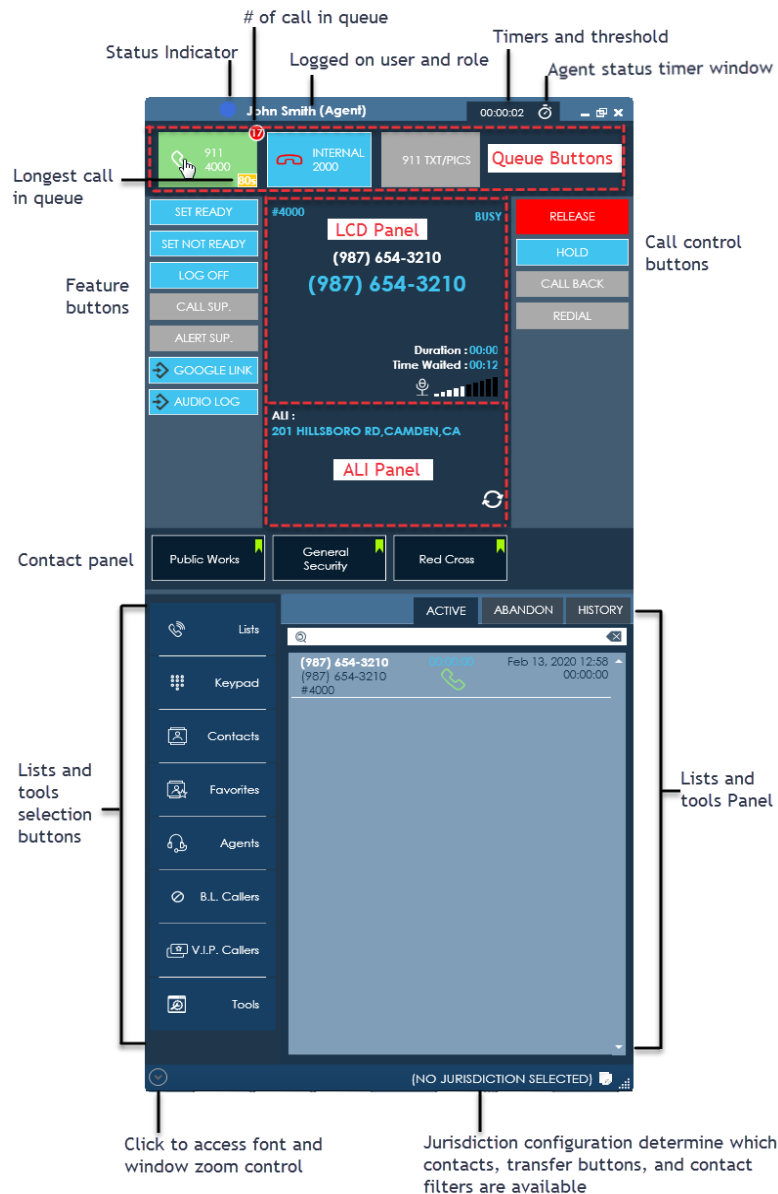 # of call in queue
Status Indicator
Logged on user and role
Timers and threshold
Agent status timer window
John Smith (Agent)
00:00:02
17
911
4000
80s
INTERNAL
2000
911 TXT/PICS
Queue Buttons
Longest call
in queue
SET READY
SET NOT READY
LOG OFF
CALL SUP.
ALERT SUP.
GOOGLE LINK
AUDIO LOG
Feature
buttons
#4000
BUSY
LCD Panel
(987) 654-3210
(987) 654-3210
Duration :00:00
Time Waited :00:12
RELEASE
HOLD
CALL BACK
REDIAL
Call control
buttons
ALI :
201 HILLSBORO RD,CAMDEN,CA
ALI Panel
Contact panel
Public Works
General
Security
Red Cross
ACTIVE
ABANDON
HISTORY
Lists
Keypad
Contacts
Favorites
Agents
B.L. Callers
V.I.P. Callers
Tools
Lists and
tools
selection
buttons
(987) 654-3210
00:00:00
Feb 13, 2020 12:58
(987) 654-3210
00:00:00
#4000
Lists and
tools Panel
(NO JURISDICTION SELECTED)
Click to access font and
window zoom control
Jurisdiction configuration determine which
contacts, transfer buttons, and contact
filters are available